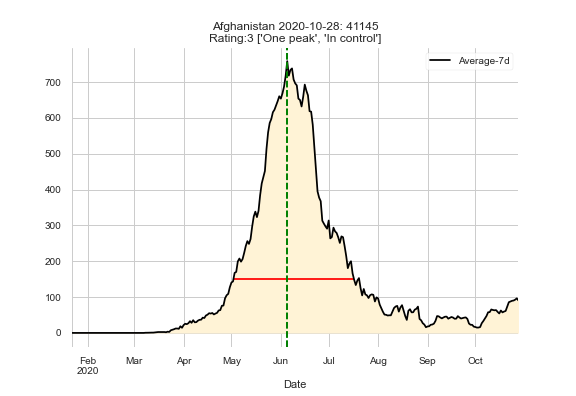 Afghanistan 2020-10-28: 41145
Rating:3 ['One peak', 'In control']
Average-7d
700
600
500
400
300
200
100
0
Feb Mar Apr May Jun Jul Aug Sep Oct
2020
Date